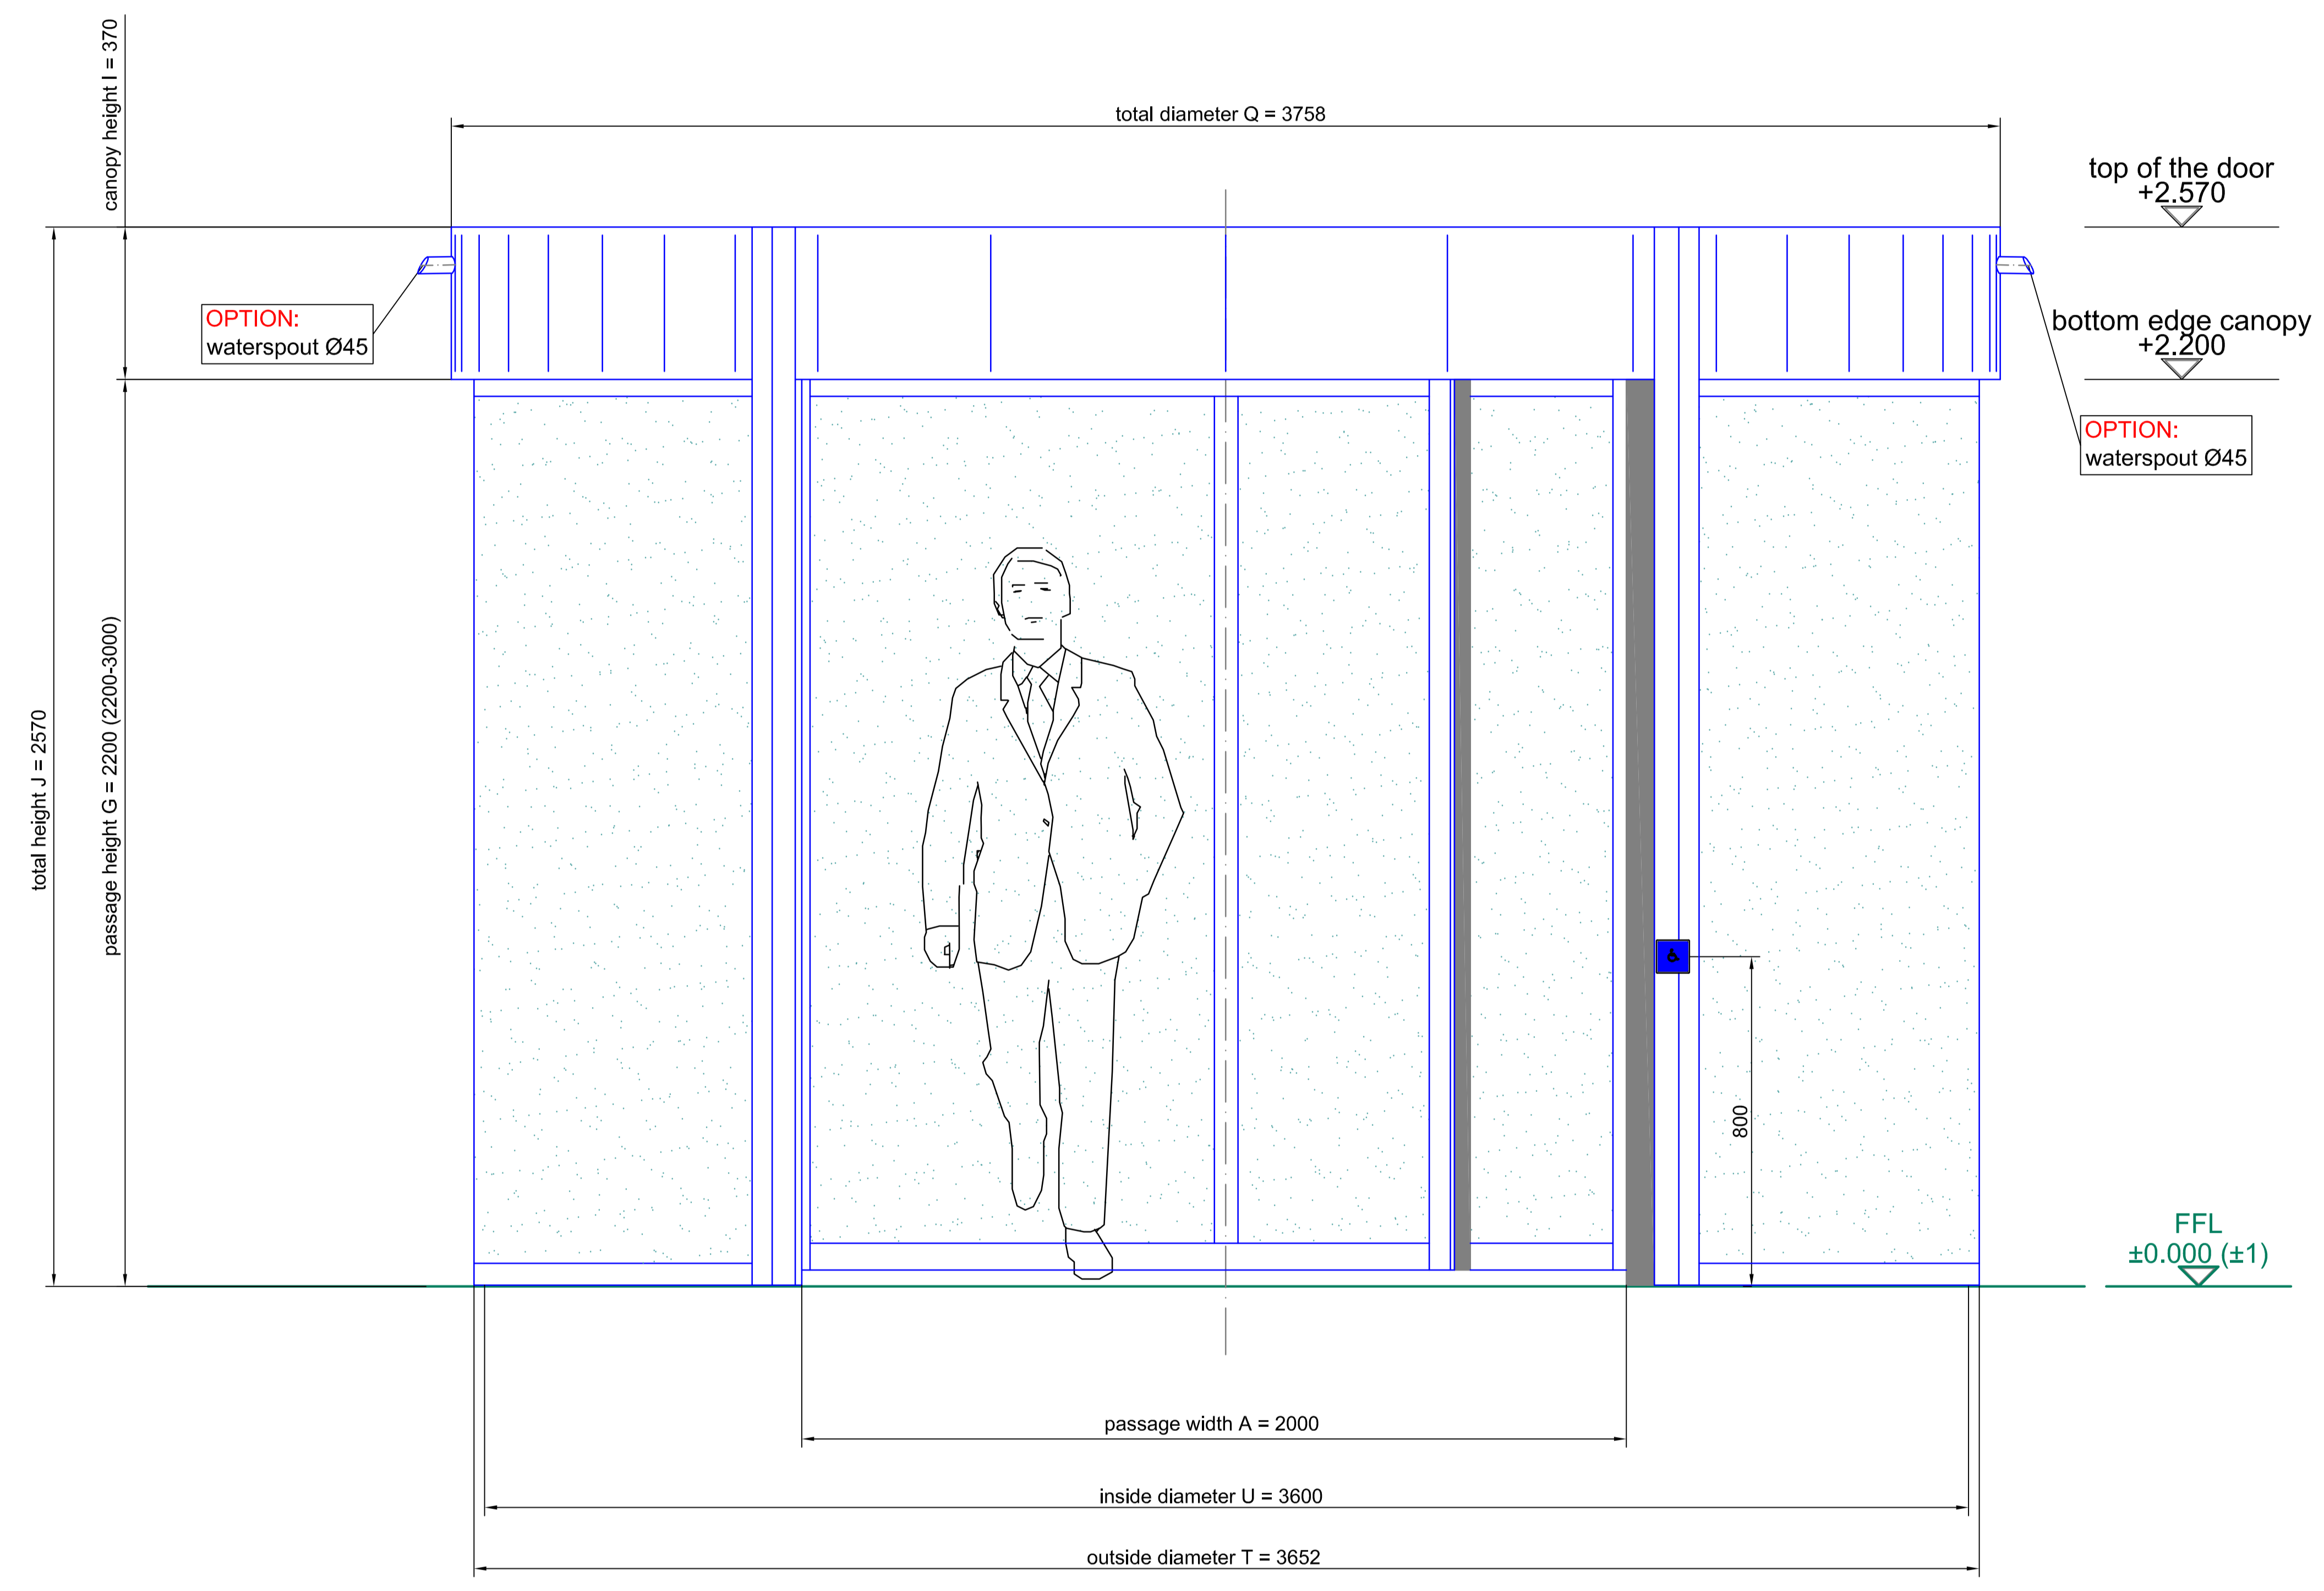 canopy height I = 370
total diameter Q = 3758
top of the door
+2.570
OPTION:
waterspout Ø45
bottom edge canopy
+2.200
OPTION:
waterspout Ø45
total height J = 2570
passage height G = 2200 (2200-3000)
800
FFL
±0.000 (±1)
passage width A = 2000
inside diameter U = 3600
outside diameter T = 3652